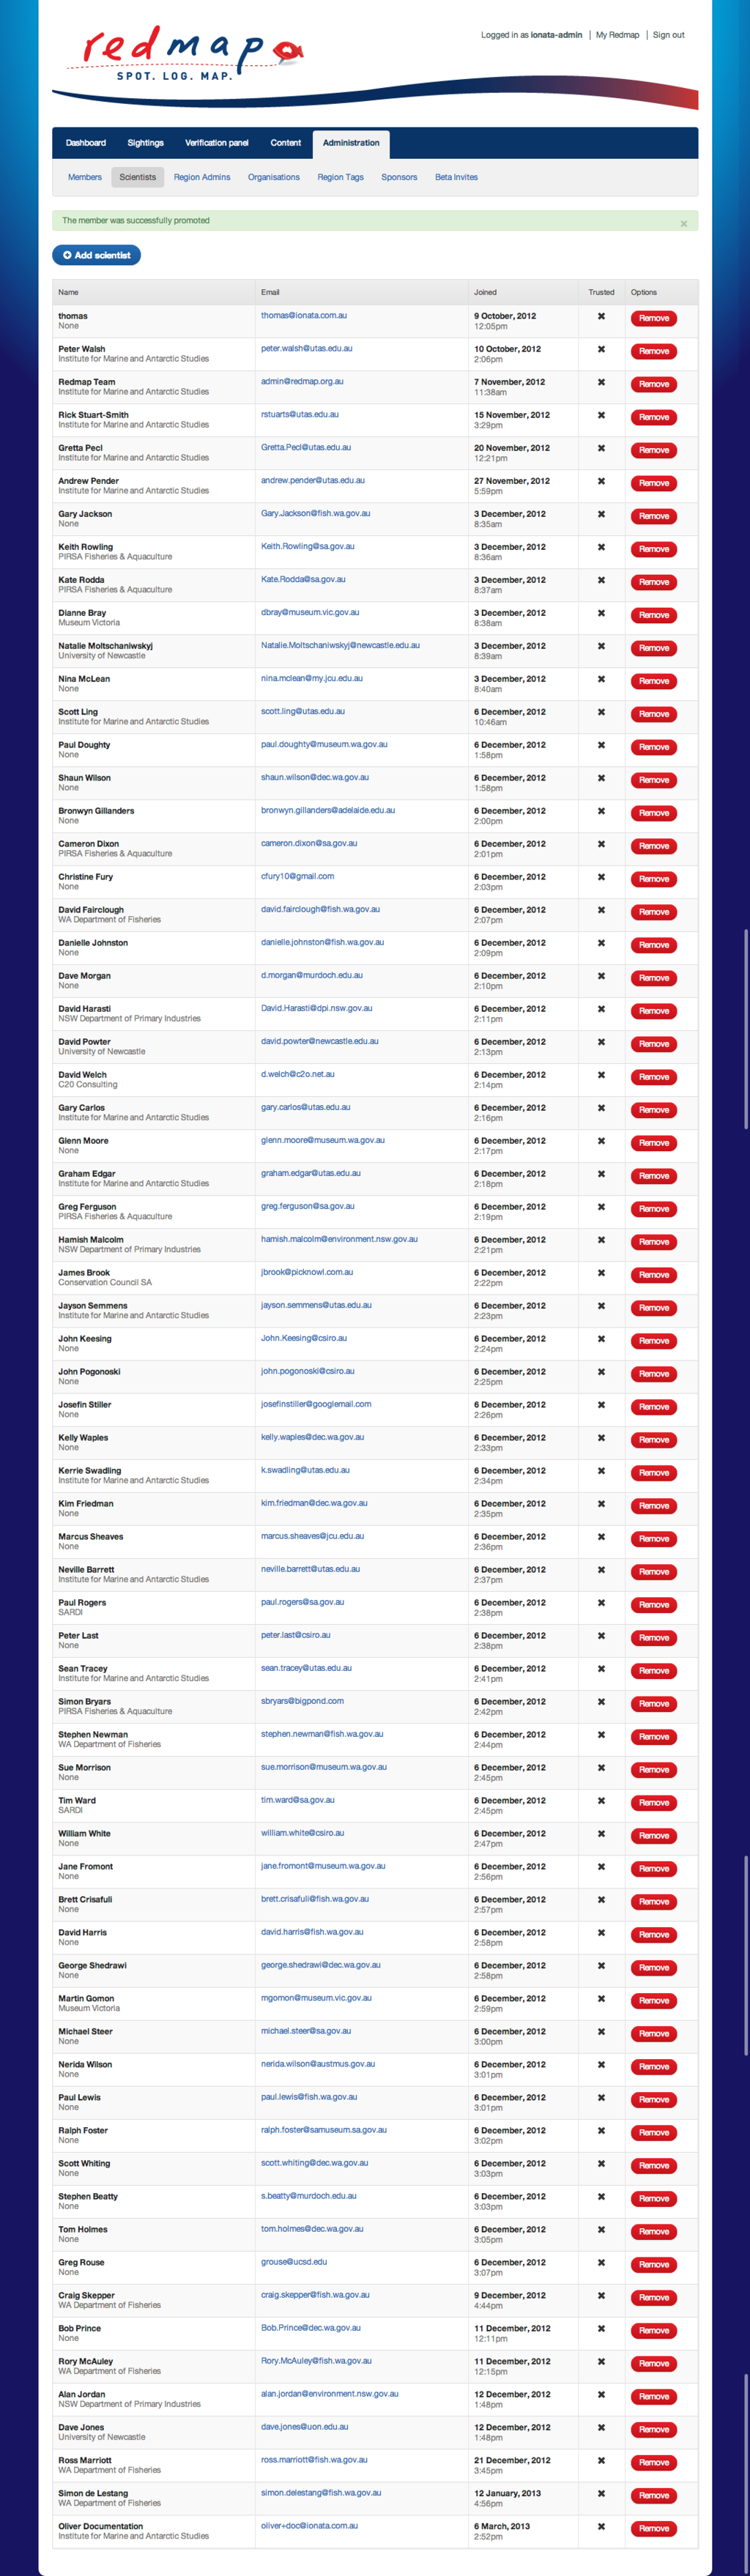 redmap
SPOT. LOG. MAP.
Logged in as ionata-admin | My Redmap | Sign out
Dashboard Sightings Verification panel Content Administration
Members Scientists Region Admins Organisations Region Tags Sponsors Beta Invites
The member was successfully promoted ×
Add scientist
Name Email Joined Trusted Options
thomas thomas@ionata.com.au 9 October, 2012 ✖ Remove
None 12:05pm
Peter Walsh peter.walsh@utas.edu.au 10 October, 2012 ✖ Remove
Institute for Marine and Antarctic Studies 2:06pm
Redmap Team admin@redmap.org.au 7 November, 2012 ✖ Remove
Institute for Marine and Antarctic Studies 11:38am
Rick Stuart-Smith rstuarts@utas.edu.au 15 November, 2012 ✖ Remove
Institute for Marine and Antarctic Studies 3:29pm
Gretta Pecl Gretta.Pecl@utas.edu.au 20 November, 2012 ✖ Remove
Institute for Marine and Antarctic Studies 12:21pm
Andrew Pender andrew.pender@utas.edu.au 27 November, 2012 ✖ Remove
Institute for Marine and Antarctic Studies 5:59pm
Gary Jackson Gary.Jackson@fish.wa.gov.au 3 December, 2012 ✖ Remove
None 8:35am
Keith Rowling Keith.Rowling@sa.gov.au 3 December, 2012 ✖ Remove
PIRSA Fisheries & Aquaculture 8:36am
Kate Rodda Kate.Rodda@sa.gov.au 3 December, 2012 ✖ Remove
PIRSA Fisheries & Aquaculture 8:37am
Dianne Bray dbray@museum.vic.gov.au 3 December, 2012 ✖ Remove
Museum Victoria 8:38am
Natalie Moltschaniwskyj Natalie.Moltschaniwskyj@newcastle.edu.au 3 December, 2012 ✖ Remove
University of Newcastle 8:39am
Nina McLean nina.mclean@my.jcu.edu.au 3 December, 2012 ✖ Remove
None 8:40am
Scott Ling scott.ling@utas.edu.au 6 December, 2012 ✖ Remove
Institute for Marine and Antarctic Studies 10:46am
Paul Doughty paul.doughty@museum.wa.gov.au 6 December, 2012 ✖ Remove
None 1:58pm
Shaun Wilson shaun.wilson@dec.wa.gov.au 6 December, 2012 ✖ Remove
None 1:58pm
Bronwyn Gillanders bronwyn.gillanders@adelaide.edu.au 6 December, 2012 ✖ Remove
None 2:00pm
Cameron Dixon cameron.dixon@sa.gov.au 6 December, 2012 ✖ Remove
PIRSA Fisheries & Aquaculture 2:01pm
Christine Fury cfury10@gmail.com 6 December, 2012 ✖ Remove
None 2:03pm
David Fairclough david.fairclough@fish.wa.gov.au 6 December, 2012 ✖ Remove
WA Department of Fisheries 2:07pm
Danielle Johnston danielle.johnston@fish.wa.gov.au 6 December, 2012 ✖ Remove
None 2:09pm
Dave Morgan d.morgan@murdoch.edu.au 6 December, 2012 ✖ Remove
None 2:10pm
David Harasti David.Harasti@dpi.nsw.gov.au 6 December, 2012 ✖ Remove
NSW Department of Primary Industries 2:11pm
David Powter david.powter@newcastle.edu.au 6 December, 2012 ✖ Remove
University of Newcastle 2:13pm
David Welch d.welch@c2o.net.au 6 December, 2012 ✖ Remove
C20 Consulting 2:14pm
Gary Carlos gary.carlos@utas.edu.au 6 December, 2012 ✖ Remove
Institute for Marine and Antarctic Studies 2:16pm
Glenn Moore glenn.moore@museum.wa.gov.au 6 December, 2012 ✖ Remove
None 2:17pm
Graham Edgar graham.edgar@utas.edu.au 6 December, 2012 ✖ Remove
Institute for Marine and Antarctic Studies 2:18pm
Greg Ferguson greg.ferguson@sa.gov.au 6 December, 2012 ✖ Remove
PIRSA Fisheries & Aquaculture 2:19pm
Hamish Malcolm hamish.malcolm@environment.nsw.gov.au 6 December, 2012 ✖ Remove
NSW Department of Primary Industries 2:21pm
James Brook jbrook@picknowl.com.au 6 December, 2012 ✖ Remove
Conservation Council SA 2:22pm
Jayson Semmens jayson.semmens@utas.edu.au 6 December, 2012 ✖ Remove
Institute for Marine and Antarctic Studies 2:23pm
John Keesing John.Keesing@csiro.au 6 December, 2012 ✖ Remove
None 2:24pm
John Pogonoski john.pogonoski@csiro.au 6 December, 2012 ✖ Remove
None 2:25pm
Josefin Stiller josefinstiller@googlemail.com 6 December, 2012 ✖ Remove
None 2:26pm
Kelly Waples kelly.waples@dec.wa.gov.au 6 December, 2012 ✖ Remove
None 2:33pm
Kerrie Swadling k.swadling@utas.edu.au 6 December, 2012 ✖ Remove
Institute for Marine and Antarctic Studies 2:34pm
Kim Friedman kim.friedman@dec.wa.gov.au 6 December, 2012 ✖ Remove
None 2:35pm
Marcus Sheaves marcus.sheaves@jcu.edu.au 6 December, 2012 ✖ Remove
None 2:36pm
Neville Barrett neville.barrett@utas.edu.au 6 December, 2012 ✖ Remove
Institute for Marine and Antarctic Studies 2:37pm
Paul Rogers paul.rogers@sa.gov.au 6 December, 2012 ✖ Remove
SARDI 2:38pm
Peter Last peter.last@csiro.au 6 December, 2012 ✖ Remove
None 2:38pm
Sean Tracey sean.tracey@utas.edu.au 6 December, 2012 ✖ Remove
Institute for Marine and Antarctic Studies 2:41pm
Simon Bryars sbryars@bigpond.com 6 December, 2012 ✖ Remove
PIRSA Fisheries & Aquaculture 2:42pm
Stephen Newman stephen.newman@fish.wa.gov.au 6 December, 2012 ✖ Remove
WA Department of Fisheries 2:44pm
Sue Morrison sue.morrison@museum.wa.gov.au 6 December, 2012 ✖ Remove
None 2:45pm
Tim Ward tim.ward@sa.gov.au 6 December, 2012 ✖ Remove
SARDI 2:45pm
William White william.white@csiro.au 6 December, 2012 ✖ Remove
None 2:47pm
Jane Fromont jane.fromont@museum.wa.gov.au 6 December, 2012 ✖ Remove
None 2:56pm
Brett Crisafuli brett.crisafuli@fish.wa.gov.au 6 December, 2012 ✖ Remove
None 2:57pm
David Harris david.harris@fish.wa.gov.au 6 December, 2012 ✖ Remove
None 2:58pm
George Shedrawi george.shedrawi@dec.wa.gov.au 6 December, 2012 ✖ Remove
None 2:58pm
Martin Gomon mgomon@museum.vic.gov.au 6 December, 2012 ✖ Remove
Museum Victoria 2:59pm
Michael Steer michael.steer@sa.gov.au 6 December, 2012 ✖ Remove
None 3:00pm
Nerida Wilson nerida.wilson@austmus.gov.au 6 December, 2012 ✖ Remove
None 3:01pm
Paul Lewis paul.lewis@fish.wa.gov.au 6 December, 2012 ✖ Remove
None 3:01pm
Ralph Foster ralph.foster@samuseum.sa.gov.au 6 December, 2012 ✖ Remove
None 3:02pm
Scott Whiting scott.whiting@dec.wa.gov.au 6 December, 2012 ✖ Remove
None 3:03pm
Stephen Beatty s.beatty@murdoch.edu.au 6 December, 2012 ✖ Remove
None 3:03pm
Tom Holmes tom.holmes@dec.wa.gov.au 6 December, 2012 ✖ Remove
None 3:05pm
Greg Rouse grouse@ucsd.edu 6 December, 2012 ✖ Remove
None 3:07pm
Craig Skepper craig.skepper@fish.wa.gov.au 9 December, 2012 ✖ Remove
WA Department of Fisheries 4:44pm
Bob Prince Bob.Prince@dec.wa.gov.au 11 December, 2012 ✖ Remove
None 12:11pm
Rory McAuley Rory.McAuley@fish.wa.gov.au 11 December, 2012 ✖ Remove
WA Department of Fisheries 12:15pm
Alan Jordan alan.jordan@environment.nsw.gov.au 12 December, 2012 ✖ Remove
NSW Department of Primary Industries 1:48pm
Dave Jones dave.jones@uon.edu.au 12 December, 2012 ✖ Remove
University of Newcastle 1:48pm
Ross Marriott ross.marriott@fish.wa.gov.au 21 December, 2012 ✖ Remove
WA Department of Fisheries 3:45pm
Simon de Lestang simon.delestang@fish.wa.gov.au 12 January, 2013 ✖ Remove
WA Department of Fisheries 4:56pm
Oliver Documentation oliver+doc@ionata.com.au 6 March, 2013 ✖ Remove
Institute for Marine and Antarctic Studies 2:52pm